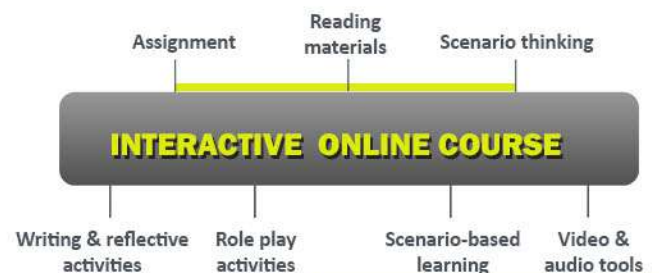 Assignment
Reading
materials
Scenario thinking
INTERACTIVE ONLINE COURSE
Writing & reflective
activities
Role play
activities
Scenario-based
learning
Video &
audio tools